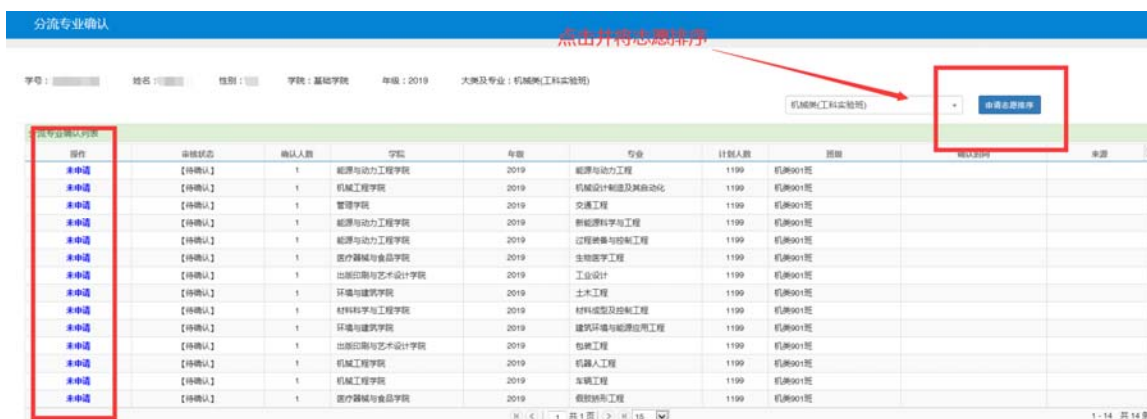 分流专业确认
点击并将志愿排序
学号： 姓名： 性别： 学院：基础学院 年级：2019 大类及专业：机械类(工科实验班)
机械类(工科实验班) 申请志愿排序
分流专业确认列表
操作 审核状态 确认人数 学院 年级 专业 计划人数 班级 确认时间 来源
未申请 【待确认】 1 能源与动力工程学院 2019 能源与动力工程 1199 机类901班
未申请 【待确认】 1 机械工程学院 2019 机械设计制造及其自动化 1199 机类901班
未申请 【待确认】 1 管理学院 2019 交通工程 1199 机类901班
未申请 【待确认】 1 能源与动力工程学院 2019 新能源科学与工程 1199 机类901班
未申请 【待确认】 1 能源与动力工程学院 2019 过程装备与控制工程 1199 机类901班
未申请 【待确认】 1 医疗器械与食品学院 2019 生物医学工程 1199 机类901班
未申请 【待确认】 1 出版印刷与艺术设计学院 2019 工业设计 1199 机类901班
未申请 【待确认】 1 环境与建筑学院 2019 土木工程 1199 机类901班
未申请 【待确认】 1 材料科学与工程学院 2019 材料成型及控制工程 1199 机类901班
未申请 【待确认】 1 环境与建筑学院 2019 建筑环境与能源应用工程 1199 机类901班
未申请 【待确认】 1 出版印刷与艺术设计学院 2019 包装工程 1199 机类901班
未申请 【待确认】 1 机械工程学院 2019 机器人工程 1199 机类901班
未申请 【待确认】 1 机械工程学院 2019 车辆工程 1199 机类901班
未申请 【待确认】 1 医疗器械与食品学院 2019 假肢矫形工程 1199 机类901班
1 共1页 15 1 - 14 共14